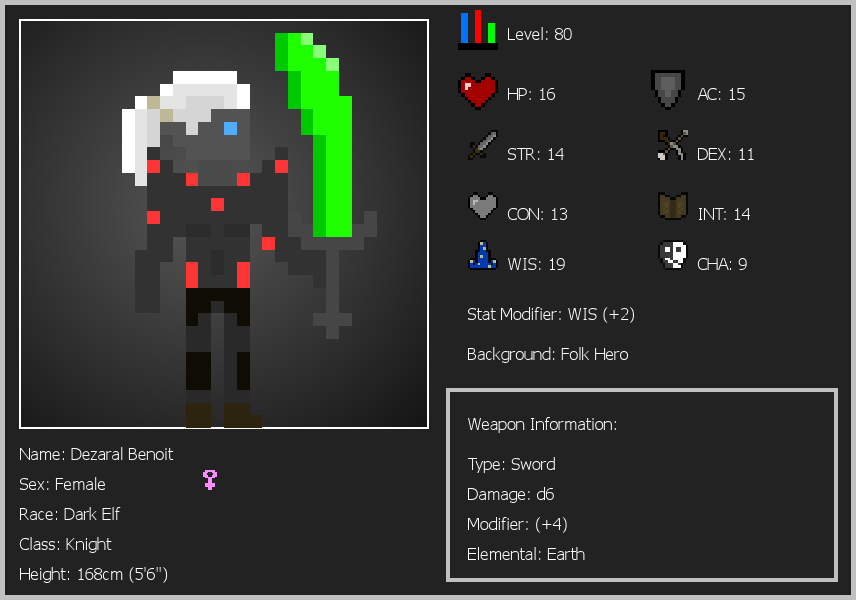 Level: 80
HP: 16
AC: 15
STR: 14
DEX: 11
CON: 13
INT: 14
WIS: 19
CHA: 9
Stat Modifier: WIS (+2)
Background: Folk Hero
Weapon Information:
Type: Sword
Damage: d6
Modifier: (+4)
Elemental: Earth
Name: Dezaral Benoit
Sex: Female
Race: Dark Elf
Class: Knight
Height: 168cm (5'6")